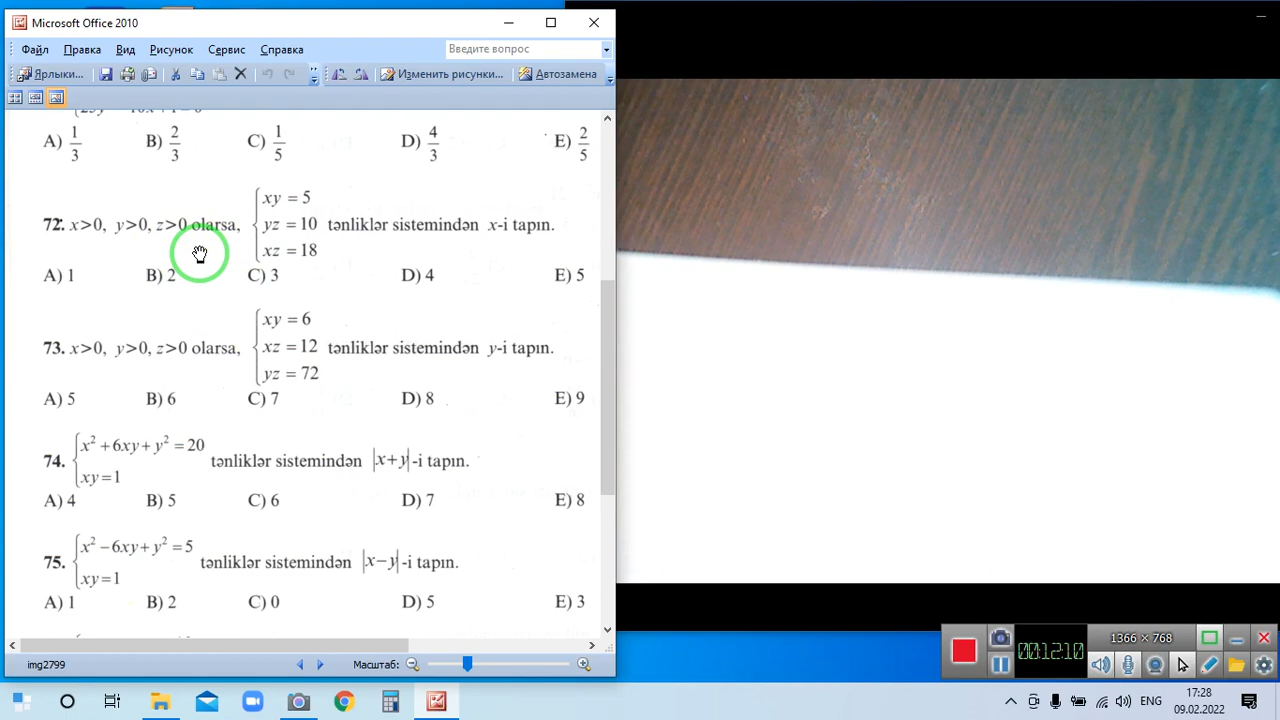 Microsoft Office 2010
Файл Правка Вид Рисунок Сервис Справка
Введите вопрос
Ярлыки... Изменить рисунки... Автозамена
A) 1/3 B) 2/3 C) 1/5 D) 4/3 E) 2/5
xy = 5
72. x>0, y>0, z>0 olarsa, yz = 10 tənliklər sistemindən x-i tapın.
xz = 18
A) 1 B) 2 C) 3 D) 4 E) 5
xy = 6
73. x>0, y>0, z>0 olarsa, xz = 12 tənliklər sistemindən y-i tapın.
yz = 72
A) 5 B) 6 C) 7 D) 8 E) 9
x² + 6xy + y² = 20
74. tənliklər sistemindən |x+y|-i tapın.
xy = 1
A) 4 B) 5 C) 6 D) 7 E) 8
x² − 6xy + y² = 5
75. tənliklər sistemindən |x−y|-i tapın.
xy = 1
A) 1 B) 2 C) 0 D) 5 E) 3
img2799 Масштаб:
1366 × 768
00:12:10
ENG
17:28
09.02.2022